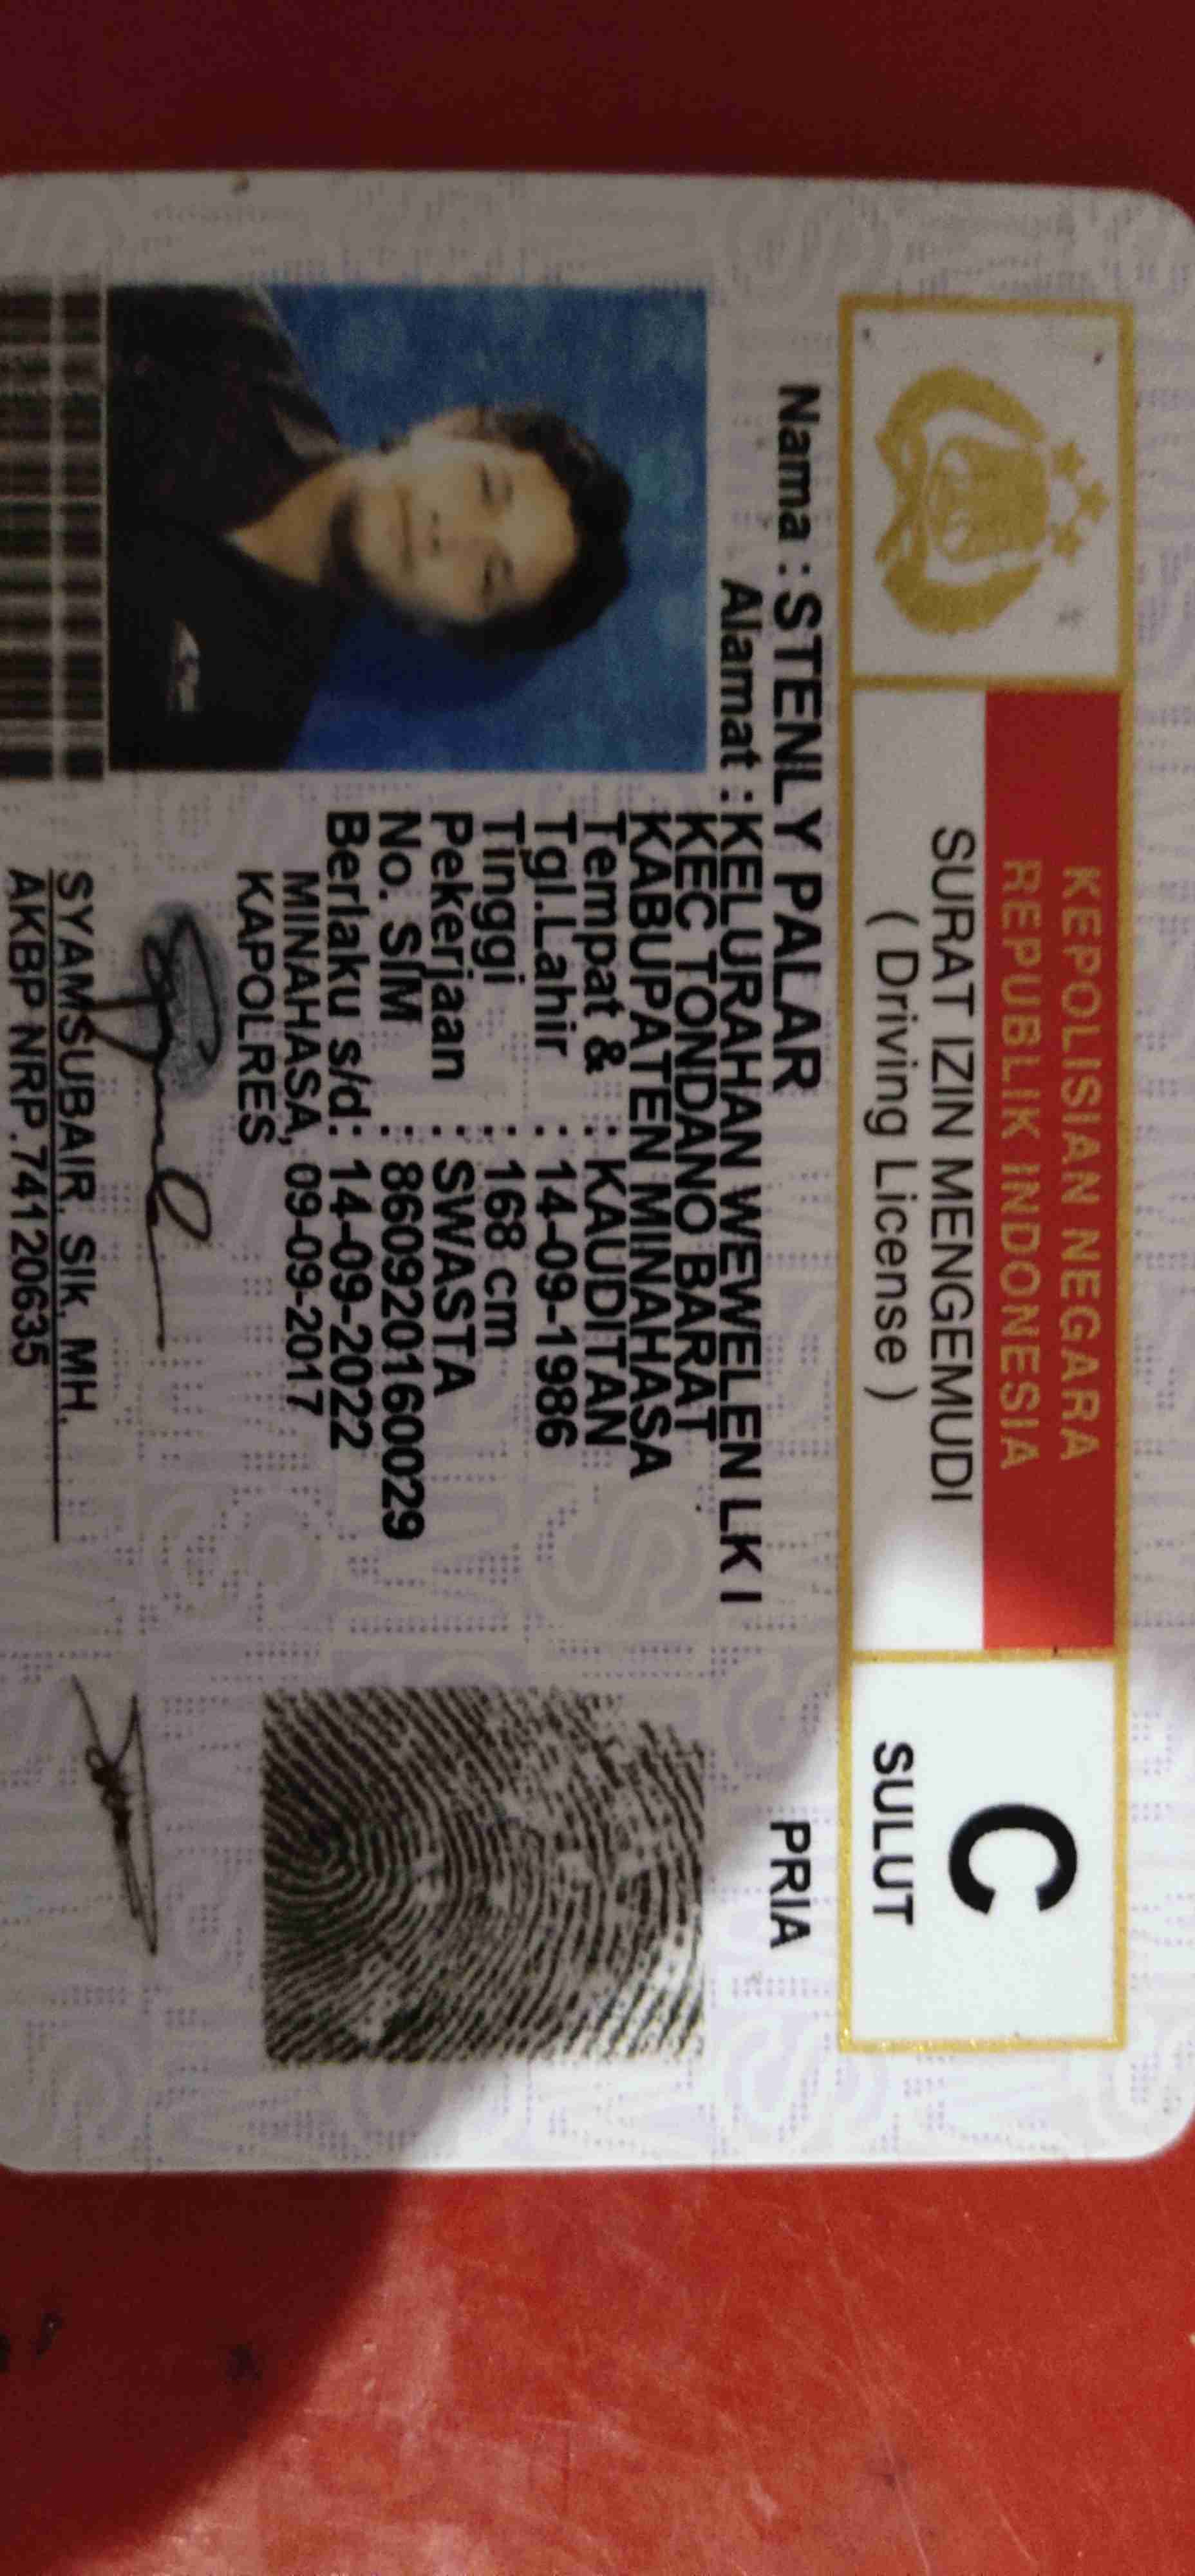 KEPOLISIAN NEGARA
REPUBLIK INDONESIA
SURAT IZIN MENGEMUDI
( Driving License )
C
SULUT
Nama : STENLY PALAR
PRIA
Alamat : KELURAHAN WEWELEN LK I
KEC TONDANO BARAT
KABUPATEN MINAHASA
Tempat & : KAUDITAN
Tgl.Lahir : 14-09-1986
Tinggi : 168 cm
Pekerjaan : SWASTA
No. SIM : 860920160029
Berlaku s/d : 14-09-2022
MINAHASA, 09-09-2017
KAPOLRES
SYAMSUBAIR, SIK, MH.
AKBP NRP.74120635